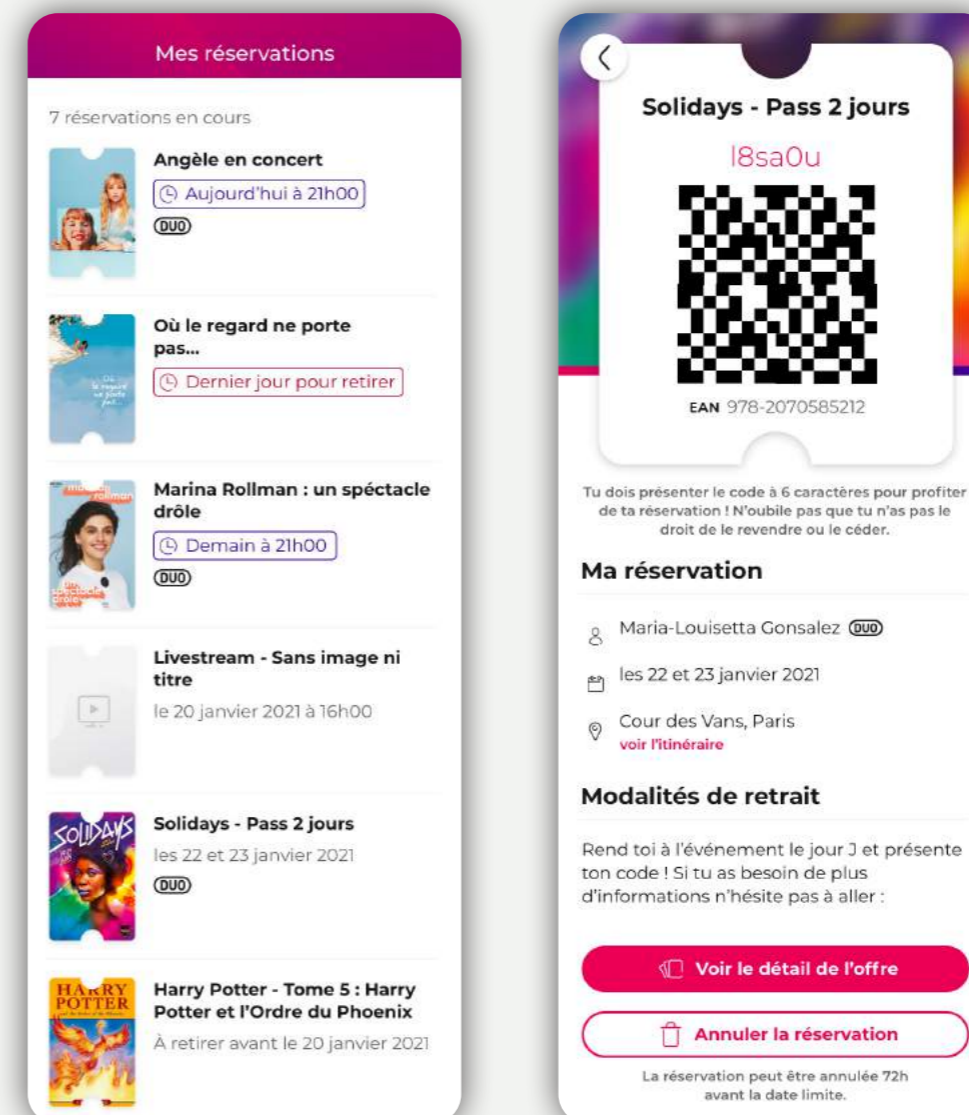 Mes réservations
7 réservations en cours
Angèle en concert
Aujourd'hui à 21h00
DUO
Où le regard ne porte
pas...
Dernier jour pour retirer
Marina Rollman : un spéctacle
drôle
Demain à 21h00
DUO
Livestream - Sans image ni
titre
le 20 janvier 2021 à 16h00
SOLIDAYS
Solidays - Pass 2 jours
les 22 et 23 janvier 2021
DUO
HARRY
POTTER
Harry Potter - Tome 5 : Harry
Potter et l'Ordre du Phoenix
À retirer avant le 20 janvier 2021
Solidays - Pass 2 jours
l8sa0u
EAN 978-2070585212
Tu dois présenter le code à 6 caractères pour profiter
de ta réservation ! N'oubile pas que tu n'as pas le
droit de le revendre ou le céder.
Ma réservation
Maria-Louisetta Gonsalez DUO
les 22 et 23 janvier 2021
Cour des Vans, Paris
voir l'itinéraire
Modalités de retrait
Rend toi à l'événement le jour J et présente
ton code ! Si tu as besoin de plus
d'informations n'hésite pas à aller :
Voir le détail de l'offre
Annuler la réservation
La réservation peut être annulée 72h
avant la date limite.